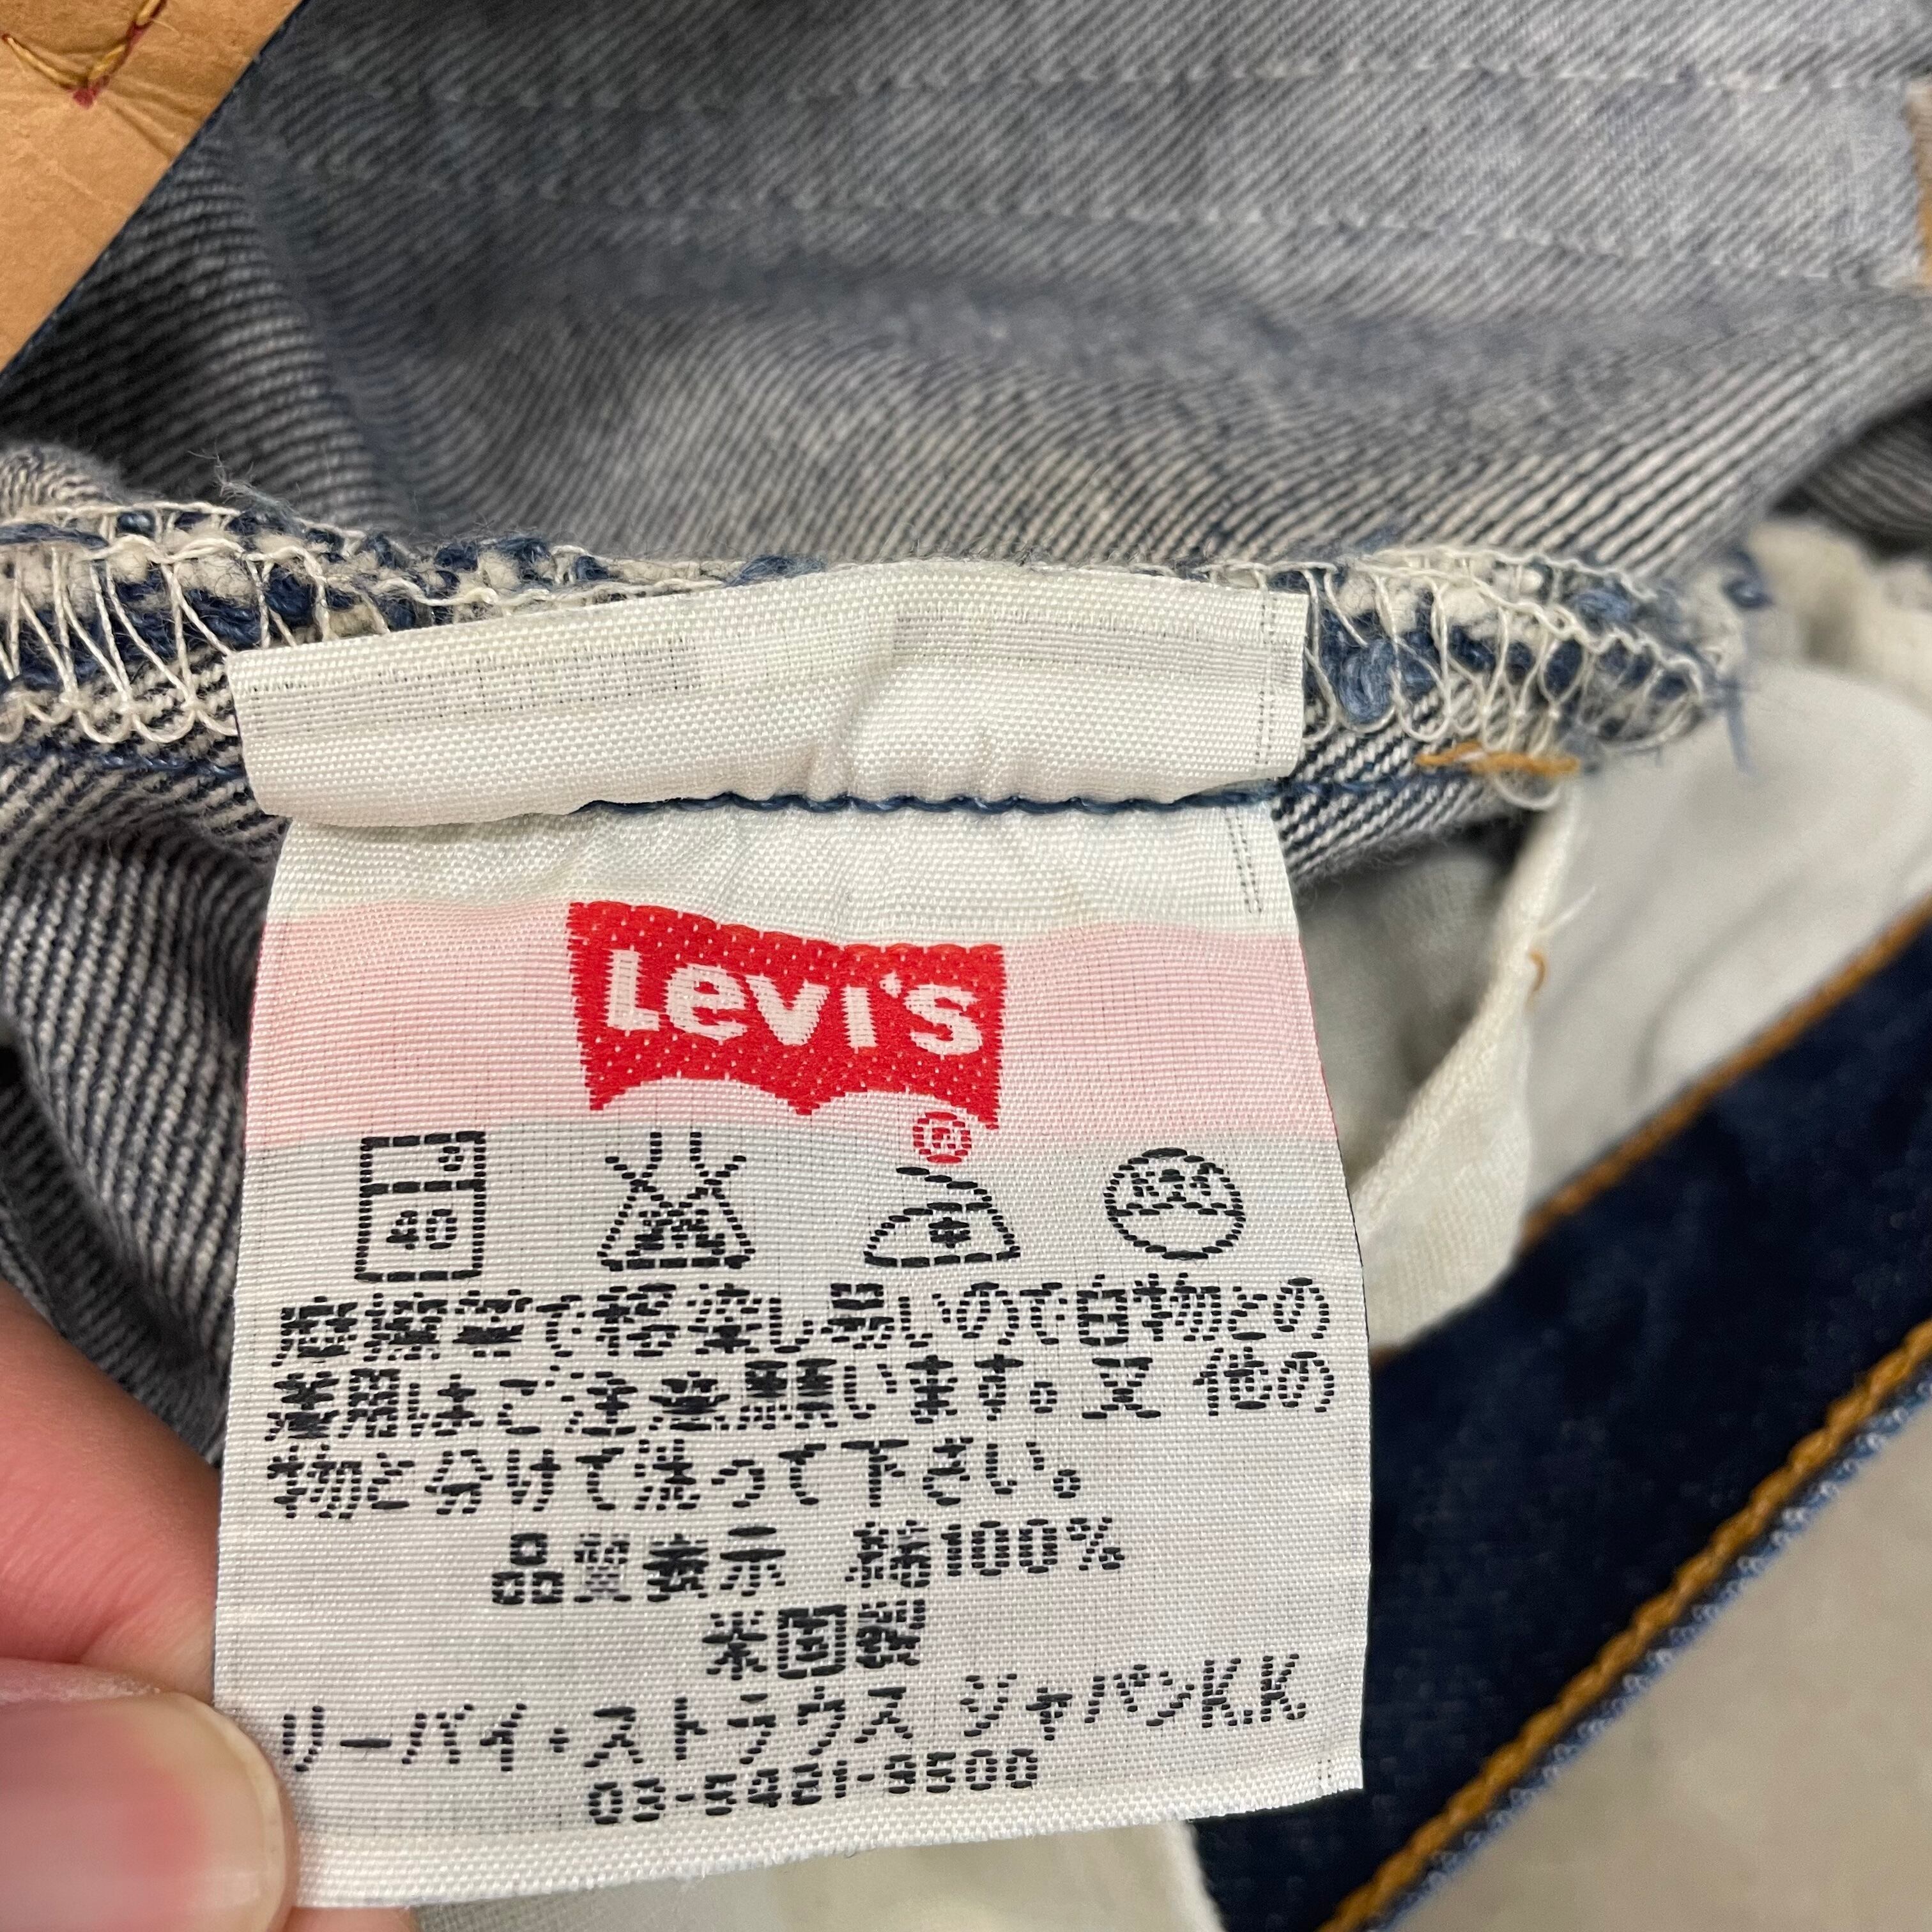 Levi's
®
40
摩擦等で移染し易いので白物との
着用はご注意願います。又 他の
物と分けて洗って下さい。
品質表示 綿100%
米国製
リーバイ・ストラウス ジャパンK.K
03-5421-9500